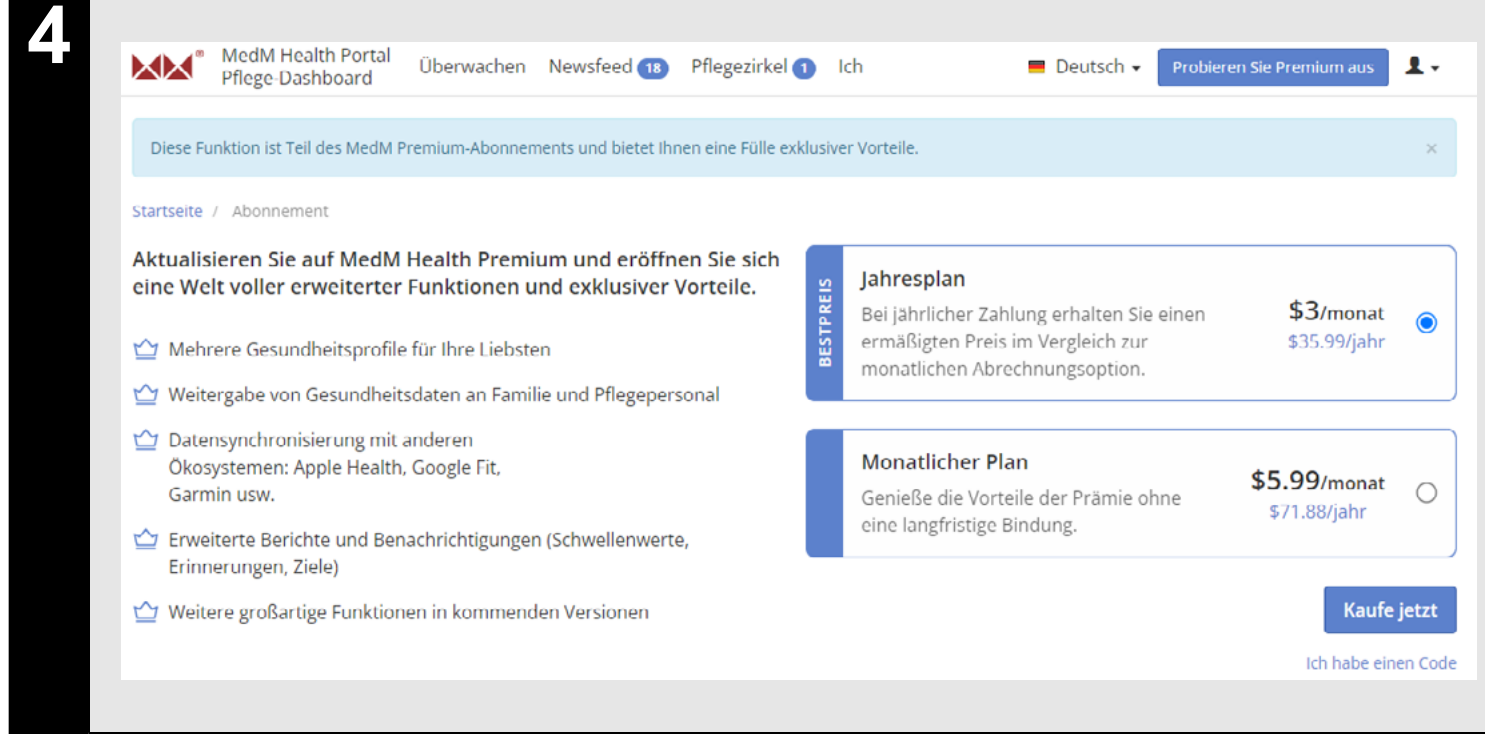 4
MedM Health Portal
Pflege-Dashboard
Überwachen Newsfeed 18 Pflegezirkel 1 Ich
Deutsch
Probieren Sie Premium aus
Diese Funktion ist Teil des MedM Premium-Abonnements und bietet Ihnen eine Fülle exklusiver Vorteile. ×
Startseite / Abonnement
Aktualisieren Sie auf MedM Health Premium und eröffnen Sie sich
eine Welt voller erweiterter Funktionen und exklusiver Vorteile.
Mehrere Gesundheitsprofile für Ihre Liebsten
Weitergabe von Gesundheitsdaten an Familie und Pflegepersonal
Datensynchronisierung mit anderen
Ökosystemen: Apple Health, Google Fit,
Garmin usw.
Erweiterte Berichte und Benachrichtigungen (Schwellenwerte,
Erinnerungen, Ziele)
Weitere großartige Funktionen in kommenden Versionen
BESTPREIS
Jahresplan
Bei jährlicher Zahlung erhalten Sie einen
ermäßigten Preis im Vergleich zur
monatlichen Abrechnungsoption.
$3/monat
$35.99/jahr
Monatlicher Plan
Genieße die Vorteile der Prämie ohne
eine langfristige Bindung.
$5.99/monat
$71.88/jahr
Kaufe jetzt
Ich habe einen Code